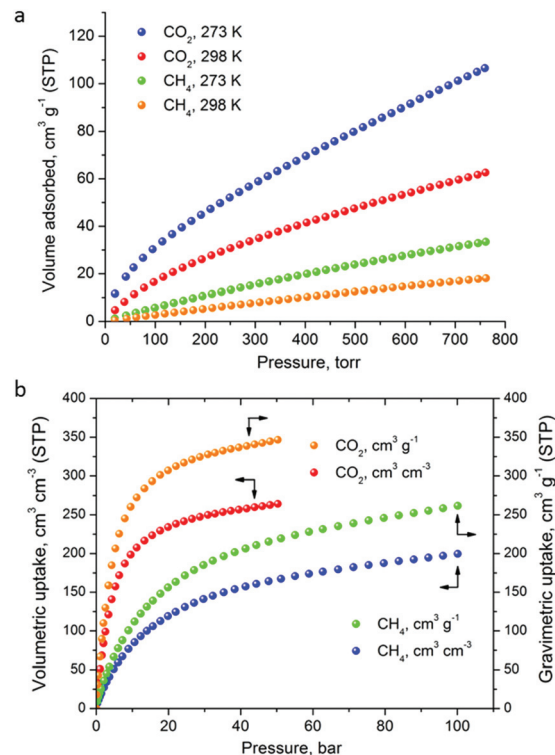 a
CO₂, 273 K
CO₂, 298 K
CH₄, 273 K
CH₄, 298 K
Volume adsorbed, cm³ g⁻¹ (STP)
120
100
80
60
40
20
0
0 100 200 300 400 500 600 700 800
Pressure, torr
b
Volumetric uptake, cm³ cm⁻³ (STP)
400
350
300
250
200
150
100
50
0
CO₂, cm³ g⁻¹
CO₂, cm³ cm⁻³
CH₄, cm³ g⁻¹
CH₄, cm³ cm⁻³
400
350
300
250
200
150
100
50
0
Gravimetric uptake, cm³ g⁻¹ (STP)
0 20 40 60 80 100
Pressure, bar